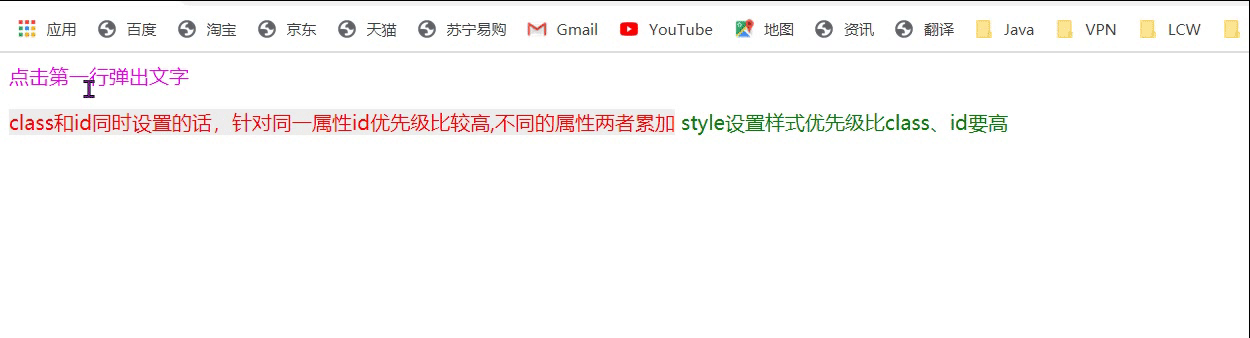 应用 百度 淘宝 京东 天猫 苏宁易购 Gmail YouTube 地图 资讯 翻译 Java VPN LCW
点击第一行弹出文字
class和id同时设置的话，针对同一属性id优先级比较高,不同的属性两者累加 style设置样式优先级比class、id要高